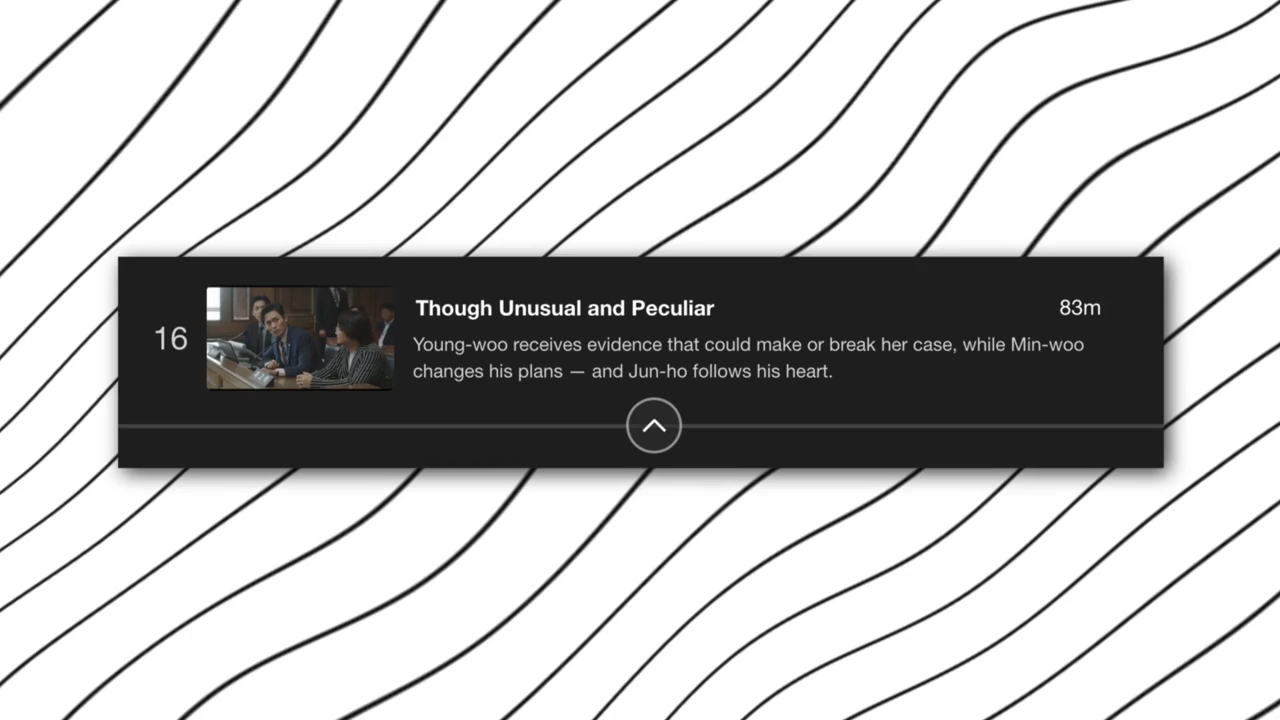 16
Though Unusual and Peculiar
83m
Young-woo receives evidence that could make or break her case, while Min-woo
changes his plans — and Jun-ho follows his heart.